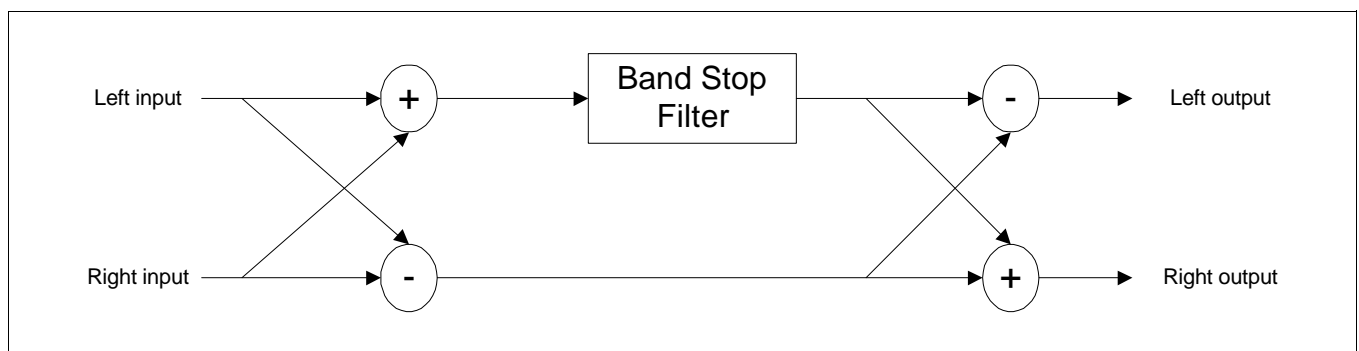 Left input
+
Band Stop
Filter
-
Left output
Right input
-
+
Right output